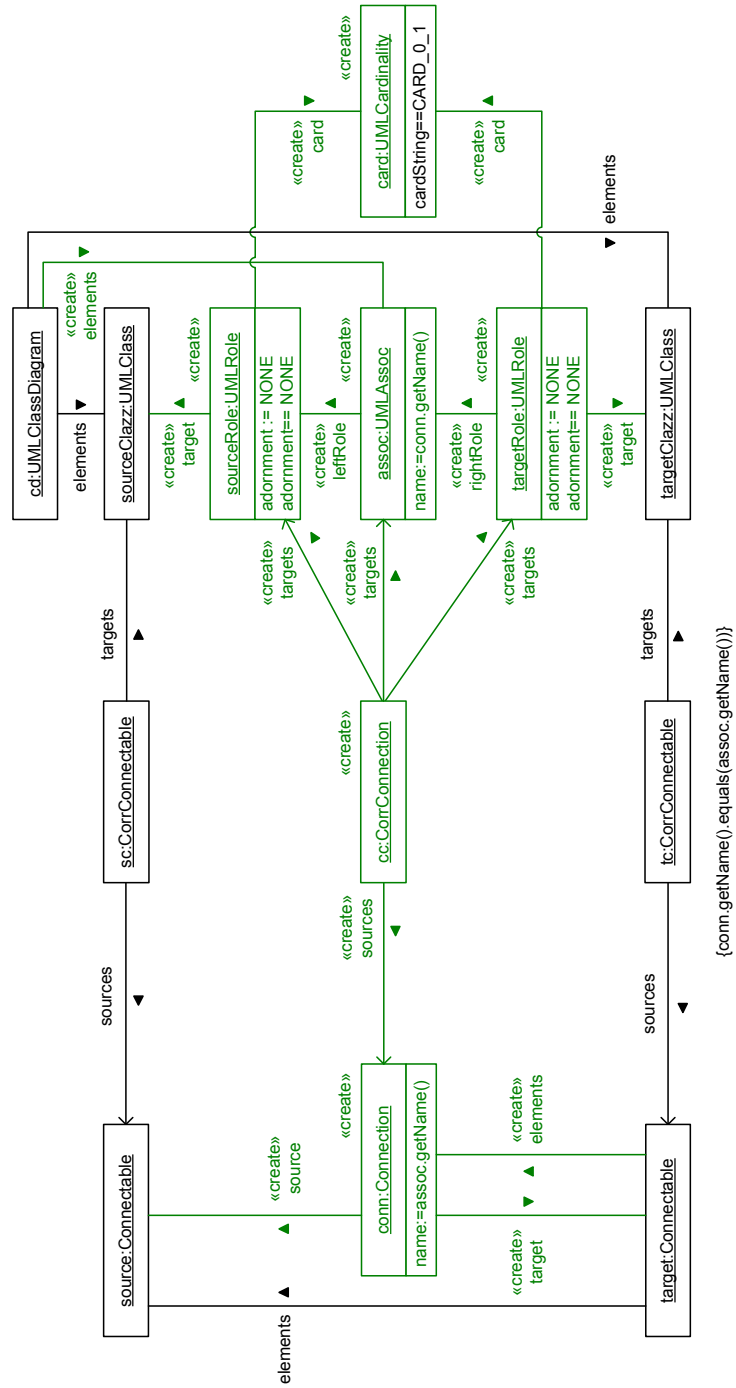 cd:UMLClassDiagram
«create»
elements
elements
sources
targets
source:Connectable
sc:CorrConnectable
sourceClazz:UMLClass
«create»
target
«create»
sourceRole:UMLRole
adornment := NONE
adornment== NONE
elements
«create»
source
«create»
targets
«create»
card
«create»
leftRole
«create»
«create»
«create»
sources
«create»
«create»
targets
«create»
conn:Connection
name:=assoc.getName()
cc:CorrConnection
assoc:UMLAssoc
name:=conn.getName()
card:UMLCardinality
cardString==CARD_0_1
«create»
rightRole
«create»
«create»
target
«create»
elements
«create»
targets
«create»
card
targetRole:UMLRole
adornment := NONE
adornment== NONE
«create»
target
elements
sources
targets
target:Connectable
tc:CorrConnectable
targetClazz:UMLClass
{conn.getName().equals(assoc.getName())}